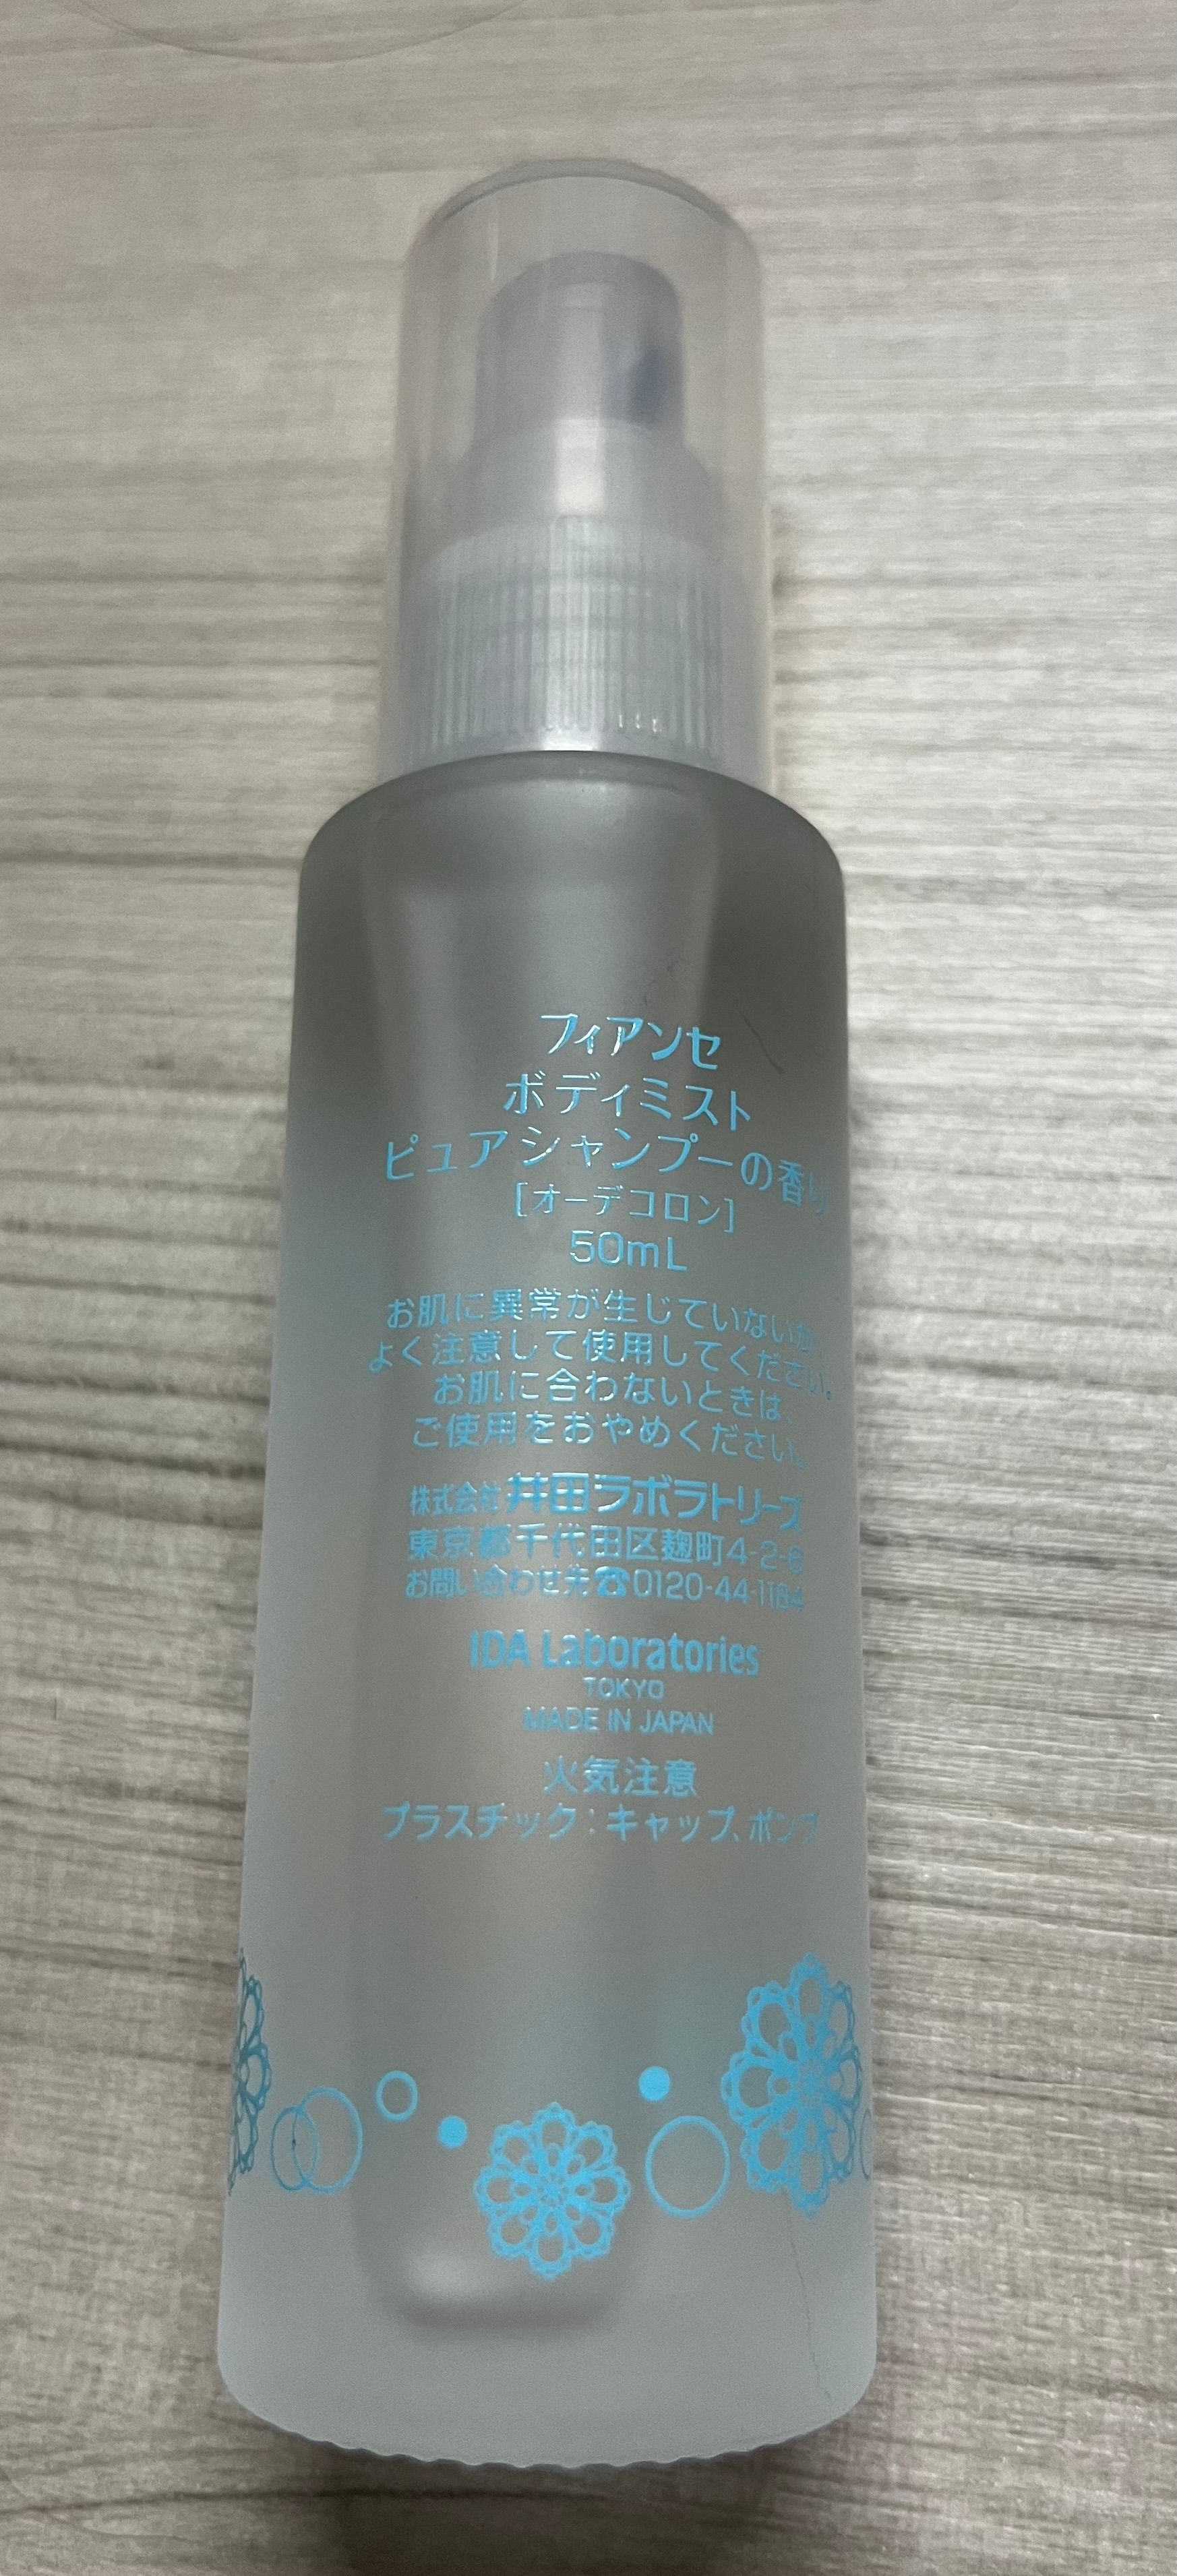 フィアンセ
ボディミスト
ピュアシャンプーの香り
[オーデコロン]
50mL
お肌に異常が生じていないか
よく注意して使用してください。
お肌に合わないときは、
ご使用をおやめください。
株式会社 井田ラボラトリーズ
東京都千代田区麹町4-2-6
お問い合わせ先☎0120-44-1184
IDA Laboratories
TOKYO
MADE IN JAPAN
火気注意
プラスチック：キャップ、ポンプ